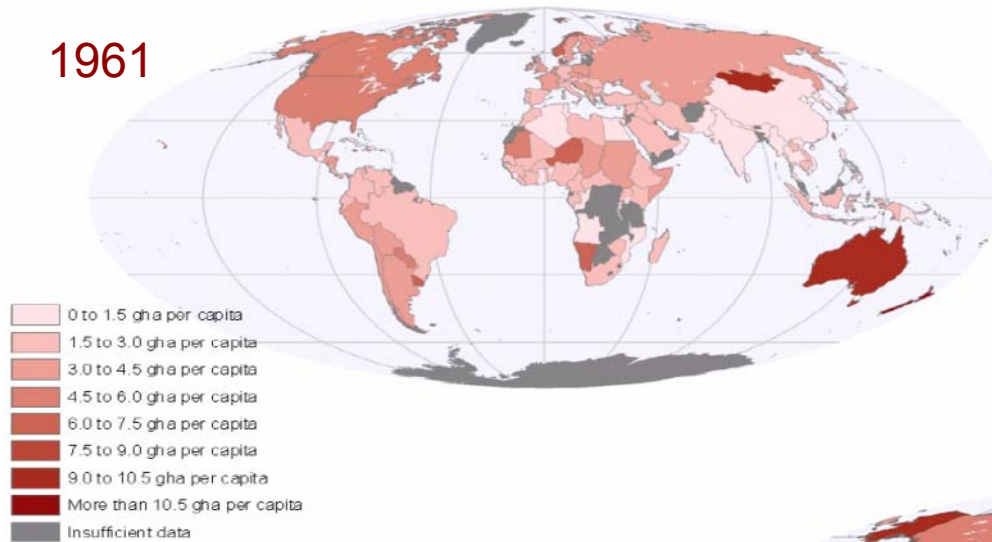 1961
0 to 1.5 gha per capita
1.5 to 3.0 gha per capita
3.0 to 4.5 gha per capita
4.5 to 6.0 gha per capita
6.0 to 7.5 gha per capita
7.5 to 9.0 gha per capita
9.0 to 10.5 gha per capita
More than 10.5 gha per capita
Insufficient data